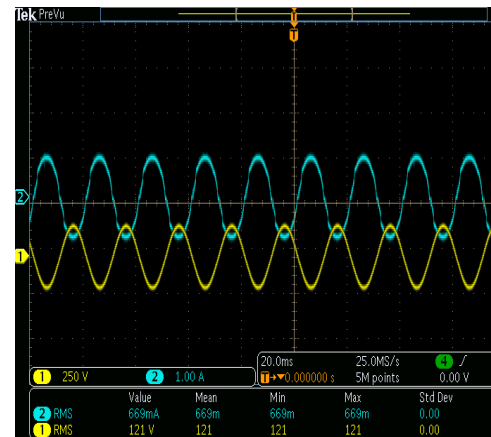 Tek PreVu
T
T
2
1
20.0ms 25.0MS/s 4
T→▼0.000000 s 5M points 0.00 V
1 250 V 2 1.00 A
Value Mean Min Max Std Dev
2 RMS 669mA 669m 669m 669m 0.00
1 RMS 121 V 121 121 121 0.00